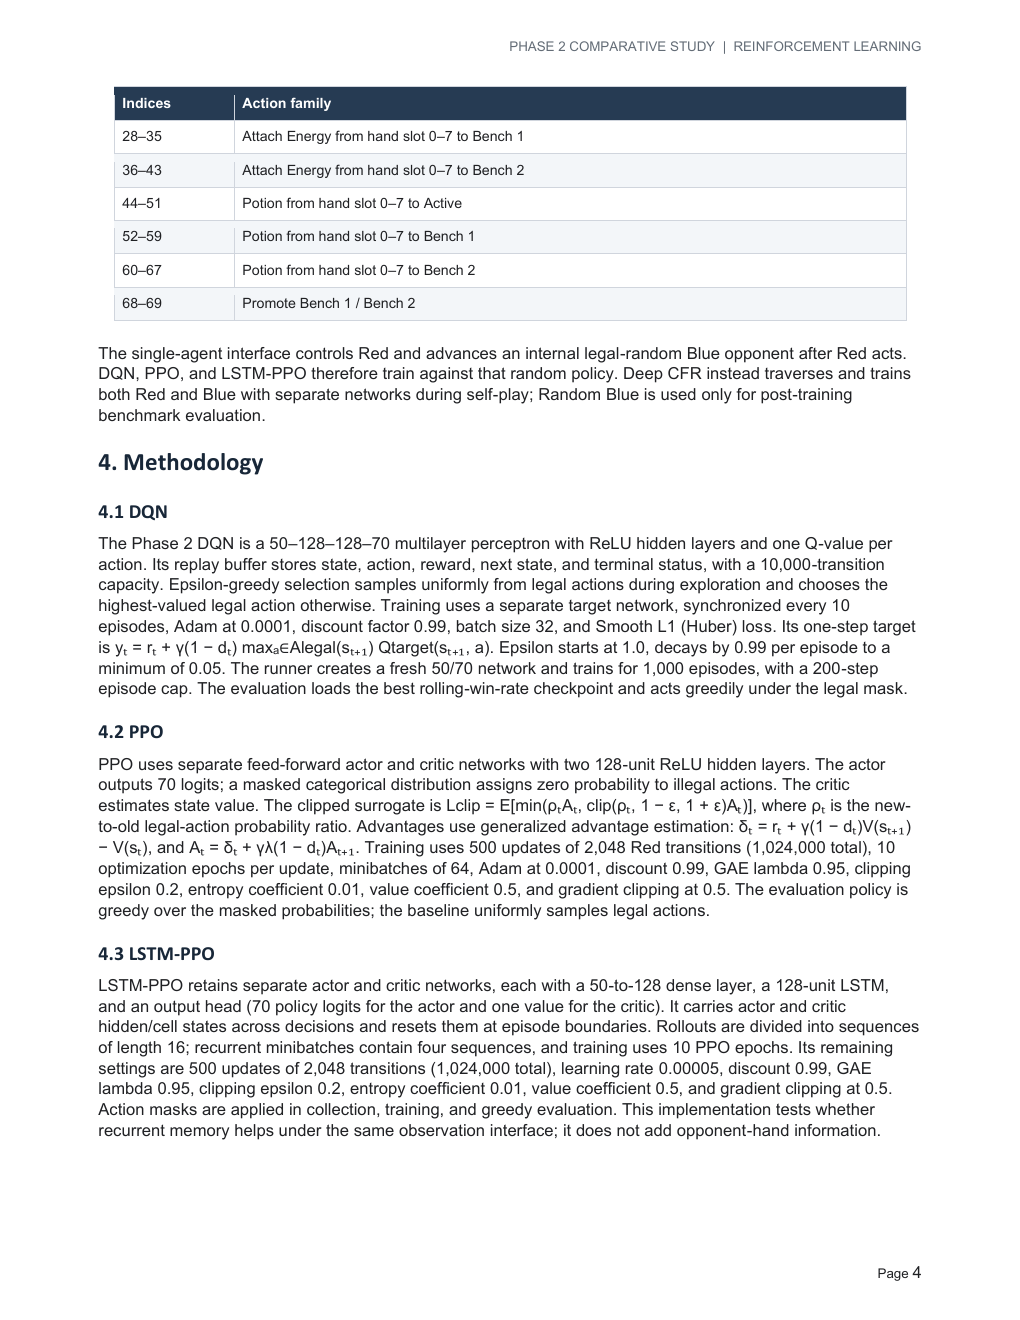 PHASE 2 COMPARATIVE STUDY | REINFORCEMENT LEARNING
Indices Action family
28–35 Attach Energy from hand slot 0–7 to Bench 1
36–43 Attach Energy from hand slot 0–7 to Bench 2
44–51 Potion from hand slot 0–7 to Active
52–59 Potion from hand slot 0–7 to Bench 1
60–67 Potion from hand slot 0–7 to Bench 2
68–69 Promote Bench 1 / Bench 2
The single-agent interface controls Red and advances an internal legal-random Blue opponent after Red acts.
DQN, PPO, and LSTM-PPO therefore train against that random policy. Deep CFR instead traverses and trains
both Red and Blue with separate networks during self-play; Random Blue is used only for post-training
benchmark evaluation.
4. Methodology
4.1 DQN
The Phase 2 DQN is a 50–128–128–70 multilayer perceptron with ReLU hidden layers and one Q-value per
action. Its replay buffer stores state, action, reward, next state, and terminal status, with a 10,000-transition
capacity. Epsilon-greedy selection samples uniformly from legal actions during exploration and chooses the
highest-valued legal action otherwise. Training uses a separate target network, synchronized every 10
episodes, Adam at 0.0001, discount factor 0.99, batch size 32, and Smooth L1 (Huber) loss. Its one-step target
is yₜ = rₜ + γ(1 − dₜ) maxₐ∈Alegal(sₜ₊₁) Qtarget(sₜ₊₁, a). Epsilon starts at 1.0, decays by 0.99 per episode to a
minimum of 0.05. The runner creates a fresh 50/70 network and trains for 1,000 episodes, with a 200-step
episode cap. The evaluation loads the best rolling-win-rate checkpoint and acts greedily under the legal mask.
4.2 PPO
PPO uses separate feed-forward actor and critic networks with two 128-unit ReLU hidden layers. The actor
outputs 70 logits; a masked categorical distribution assigns zero probability to illegal actions. The critic
estimates state value. The clipped surrogate is Lclip = E[min(ρₜAₜ, clip(ρₜ, 1 − ε, 1 + ε)Aₜ)], where ρₜ is the new-
to-old legal-action probability ratio. Advantages use generalized advantage estimation: δₜ = rₜ + γ(1 − dₜ)V(sₜ₊₁)
− V(sₜ), and Aₜ = δₜ + γλ(1 − dₜ)Aₜ₊₁. Training uses 500 updates of 2,048 Red transitions (1,024,000 total), 10
optimization epochs per update, minibatches of 64, Adam at 0.0001, discount 0.99, GAE lambda 0.95, clipping
epsilon 0.2, entropy coefficient 0.01, value coefficient 0.5, and gradient clipping at 0.5. The evaluation policy is
greedy over the masked probabilities; the baseline uniformly samples legal actions.
4.3 LSTM-PPO
LSTM-PPO retains separate actor and critic networks, each with a 50-to-128 dense layer, a 128-unit LSTM,
and an output head (70 policy logits for the actor and one value for the critic). It carries actor and critic
hidden/cell states across decisions and resets them at episode boundaries. Rollouts are divided into sequences
of length 16; recurrent minibatches contain four sequences, and training uses 10 PPO epochs. Its remaining
settings are 500 updates of 2,048 transitions (1,024,000 total), learning rate 0.00005, discount 0.99, GAE
lambda 0.95, clipping epsilon 0.2, entropy coefficient 0.01, value coefficient 0.5, and gradient clipping at 0.5.
Action masks are applied in collection, training, and greedy evaluation. This implementation tests whether
recurrent memory helps under the same observation interface; it does not add opponent-hand information.
Page 4